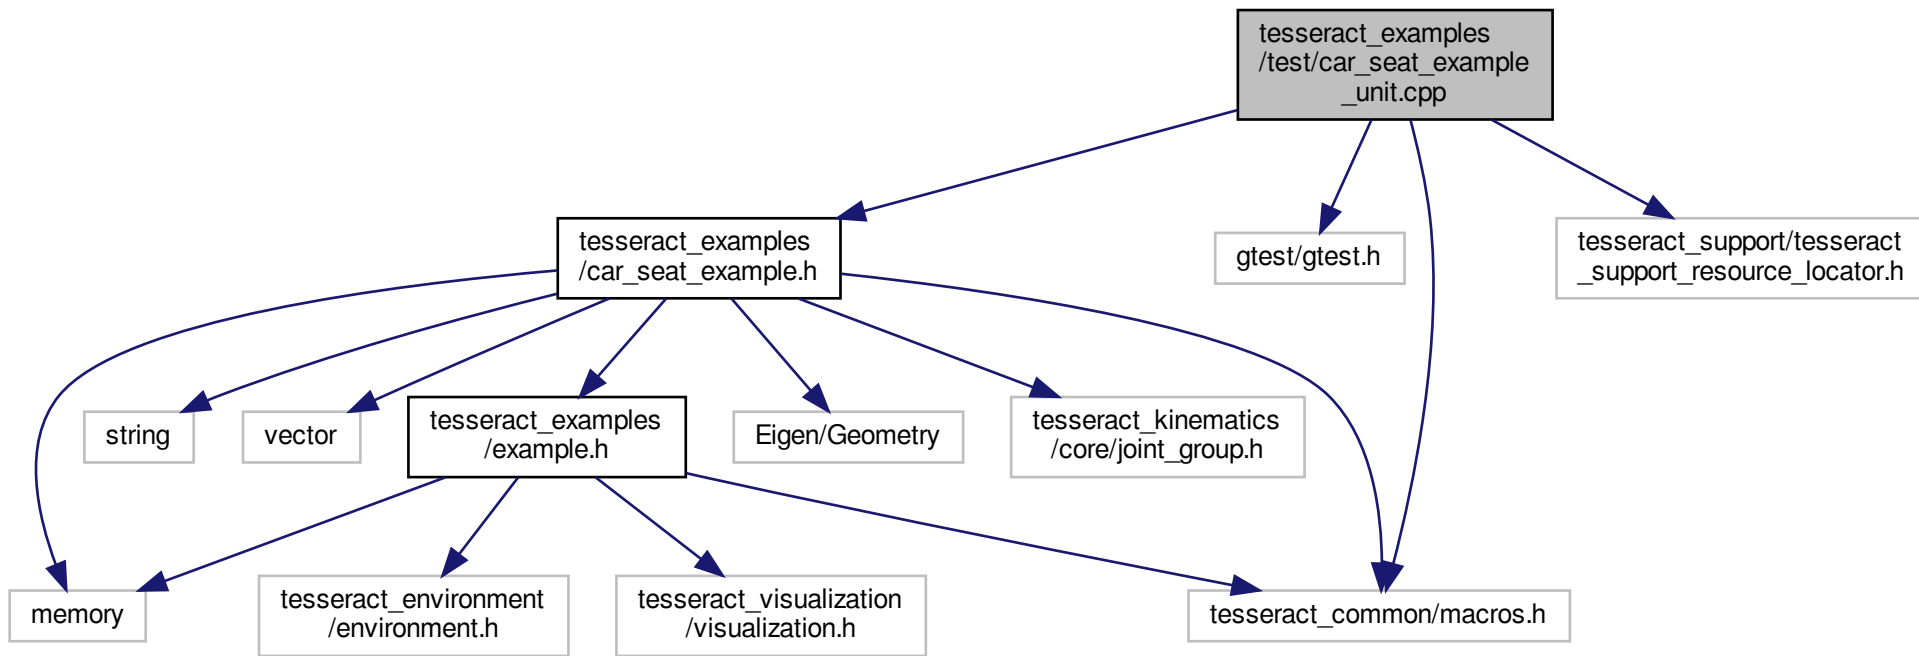 tesseract_examples
/test/car_seat_example
_unit.cpp
tesseract_examples
/car_seat_example.h
gtest/gtest.h
tesseract_support/tesseract
_support_resource_locator.h
string
vector
tesseract_examples
/example.h
Eigen/Geometry
tesseract_kinematics
/core/joint_group.h
memory
tesseract_environment
/environment.h
tesseract_visualization
/visualization.h
tesseract_common/macros.h